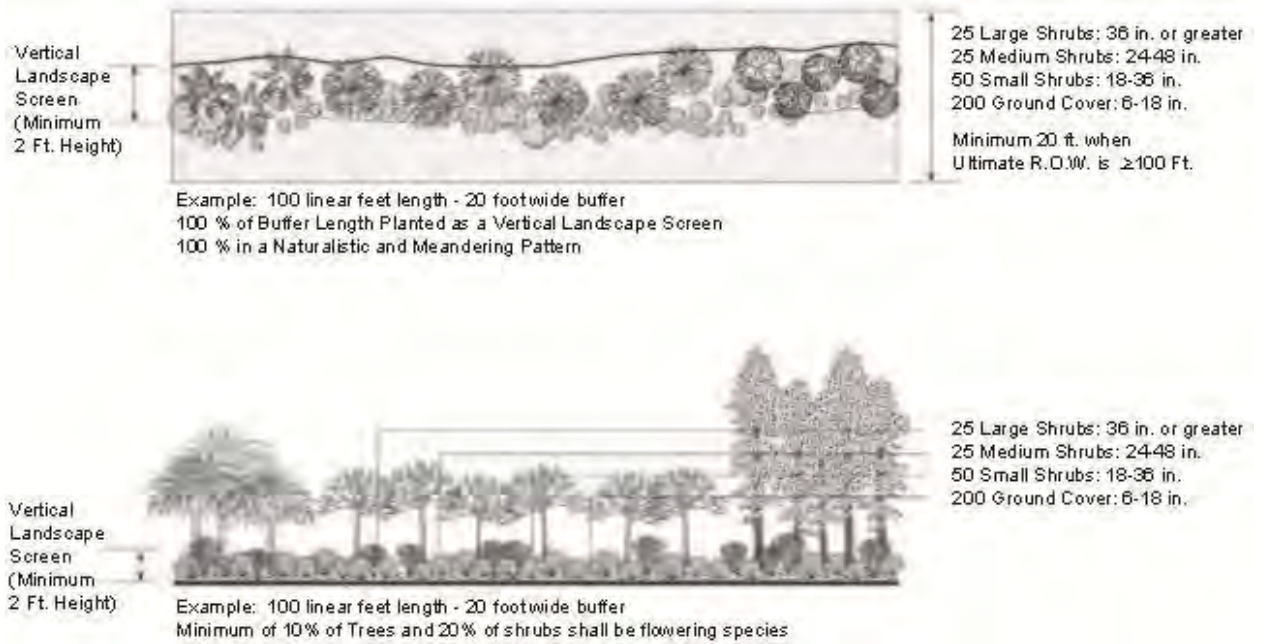 Vertical
Landscape
Screen
(Minimum
2 Ft. Height)
25 Large Shrubs: 36 in. or greater
25 Medium Shrubs: 24-48 in.
50 Small Shrubs: 18-36 in.
200 Ground Cover: 6-18 in.
Minimum 20 ft. when
Ultimate R.O.W. is ≥100 Ft.
Example: 100 linear feet length - 20 foot wide buffer
100 % of Buffer Length Planted as a Vertical Landscape Screen
100 % in a Naturalistic and Meandering Pattern
25 Large Shrubs: 36 in. or greater
25 Medium Shrubs: 24-48 in.
50 Small Shrubs: 18-36 in.
200 Ground Cover: 6-18 in.
Vertical
Landscape
Screen
(Minimum
2 Ft. Height)
Example: 100 linear feet length - 20 foot wide buffer
Minimum of 10% of Trees and 20% of shrubs shall be flowering species